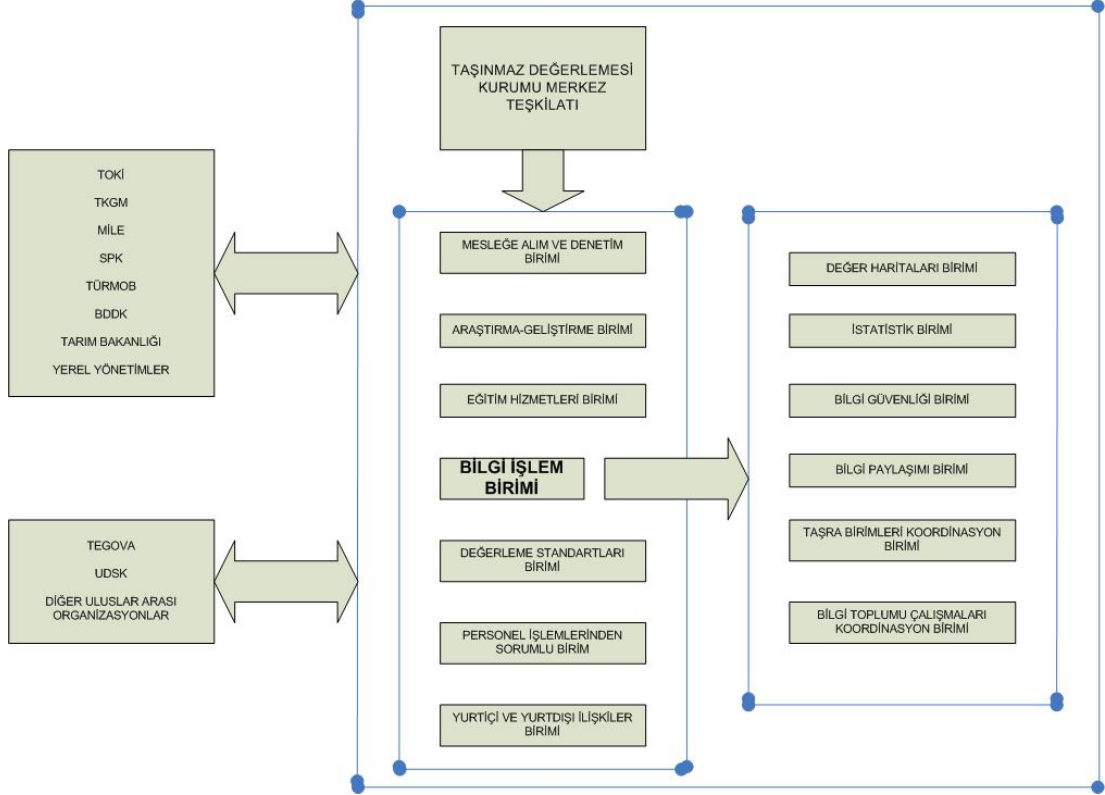 TAŞINMAZ DEĞERLEMESİ
KURUMU MERKEZ
TEŞKİLATI
TOKİ
TKGM
MİLE
SPK
TÜRMOB
BDDK
TARIM BAKANLIĞI
YEREL YÖNETİMLER
TEGOVA
UDSK
DİĞER ULUSLAR ARASI
ORGANİZASYONLAR
MESLEĞE ALIM VE DENETİM
BİRİMİ
ARAŞTIRMA-GELİŞTİRME BİRİMİ
EĞİTİM HİZMETLERİ BİRİMİ
BİLGİ İŞLEM
BİRİMİ
DEĞERLEME STANDARTLARI
BİRİMİ
PERSONEL İŞLEMLERİNDEN
SORUMLU BİRİM
YURTİÇİ VE YURTDIŞI İLİŞKİLER
BİRİMİ
DEĞER HARİTALARI BİRİMİ
İSTATİSTİK BİRİMİ
BİLGİ GÜVENLİĞİ BİRİMİ
BİLGİ PAYLAŞIMI BİRİMİ
TAŞRA BİRİMLERİ KOORDİNASYON
BİRİMİ
BİLGİ TOPLUMU ÇALIŞMALARI
KOORDİNASYON BİRİMİ